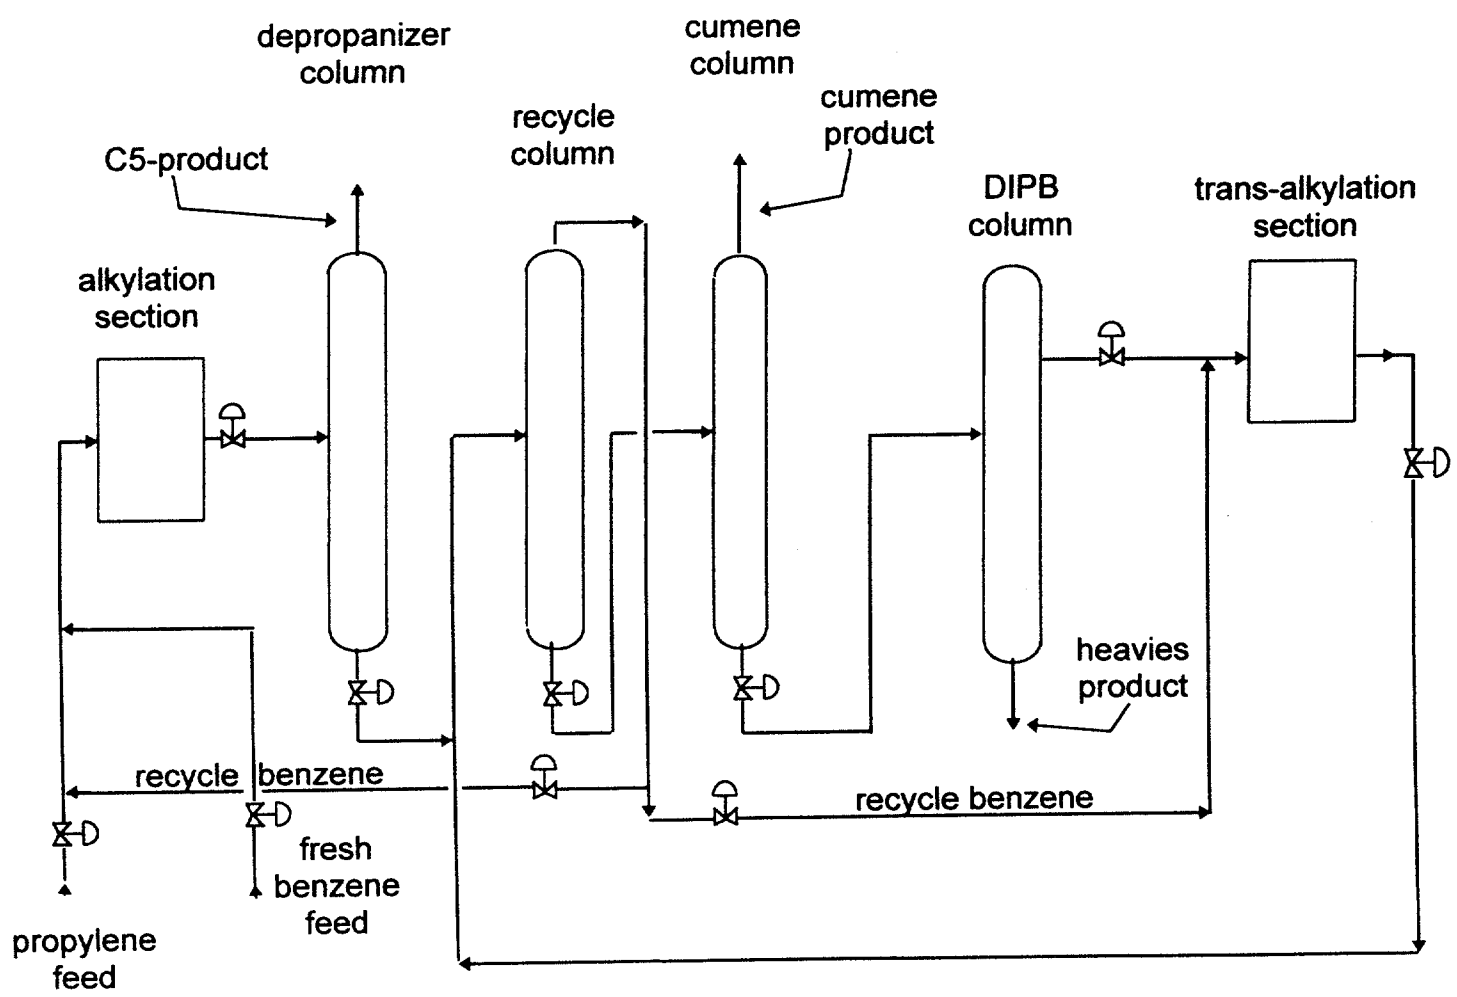 depropanizer
column
cumene
column
cumene
product
recycle
column
C5-product
DIPB
column
trans-alkylation
section
alkylation
section
heavies
product
recycle benzene
recycle benzene
fresh
benzene
feed
propylene
feed